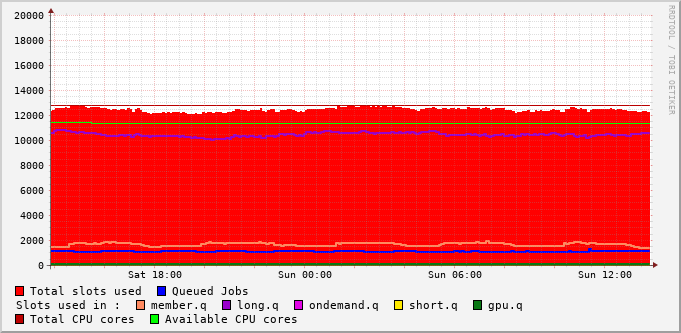 20000
18000
16000
14000
12000
10000
8000
6000
4000
2000
0
Sat 18:00 Sun 00:00 Sun 06:00 Sun 12:00
RRDTOOL / TOBI OETIKER
Total slots used Queued Jobs
Slots used in : member.q long.q ondemand.q short.q gpu.q
Total CPU cores Available CPU cores